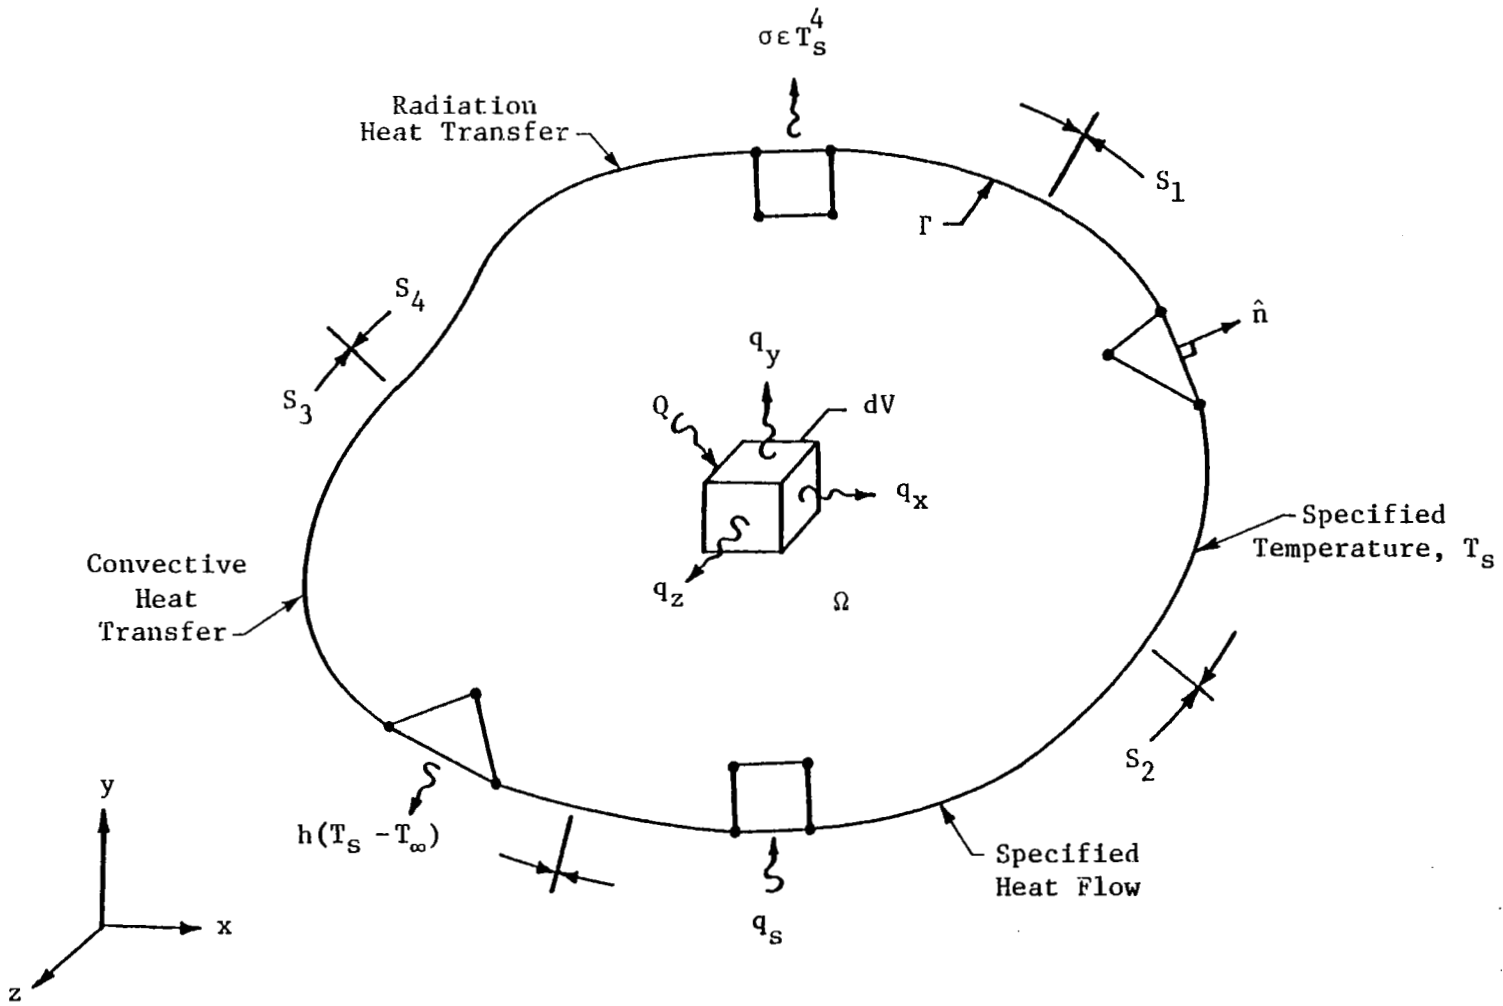 σεT_s^4
Radiation
Heat Transfer
S_1
Γ
n̂
S_4
S_3
q_y
Q
dV
q_x
q_z
Ω
Specified
Temperature, T_s
Convective
Heat
Transfer
S_2
h(T_s - T_∞)
q_s
Specified
Heat Flow
y
x
z